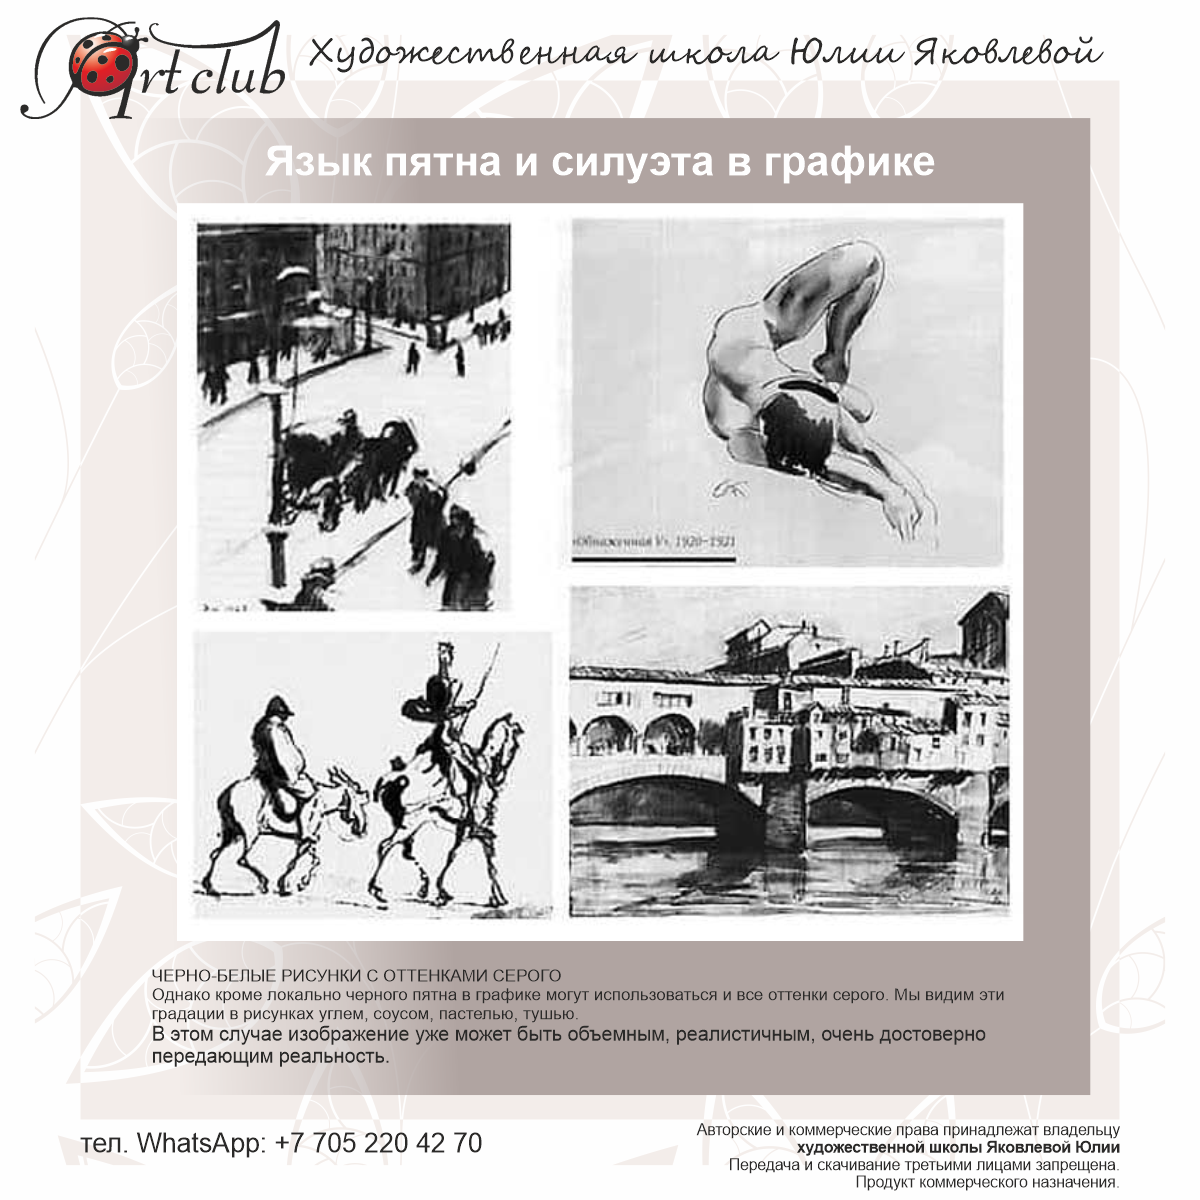 Art club
Художественная школа Юлии Яковлевой
Язык пятна и силуэта в графике
«Обнаженная V». 1920–1921
ЧЕРНО-БЕЛЫЕ РИСУНКИ С ОТТЕНКАМИ СЕРОГО
Однако кроме локально черного пятна в графике могут использоваться и все оттенки серого. Мы видим эти
градации в рисунках углем, соусом, пастелью, тушью.
В этом случае изображение уже может быть объемным, реалистичным, очень достоверно
передающим реальность.
тел. WhatsApp: +7 705 220 42 70
Авторские и коммерческие права принадлежат владельцу
художественной школы Яковлевой Юлии
Передача и скачивание третьими лицами запрещена.
Продукт коммерческого назначения.